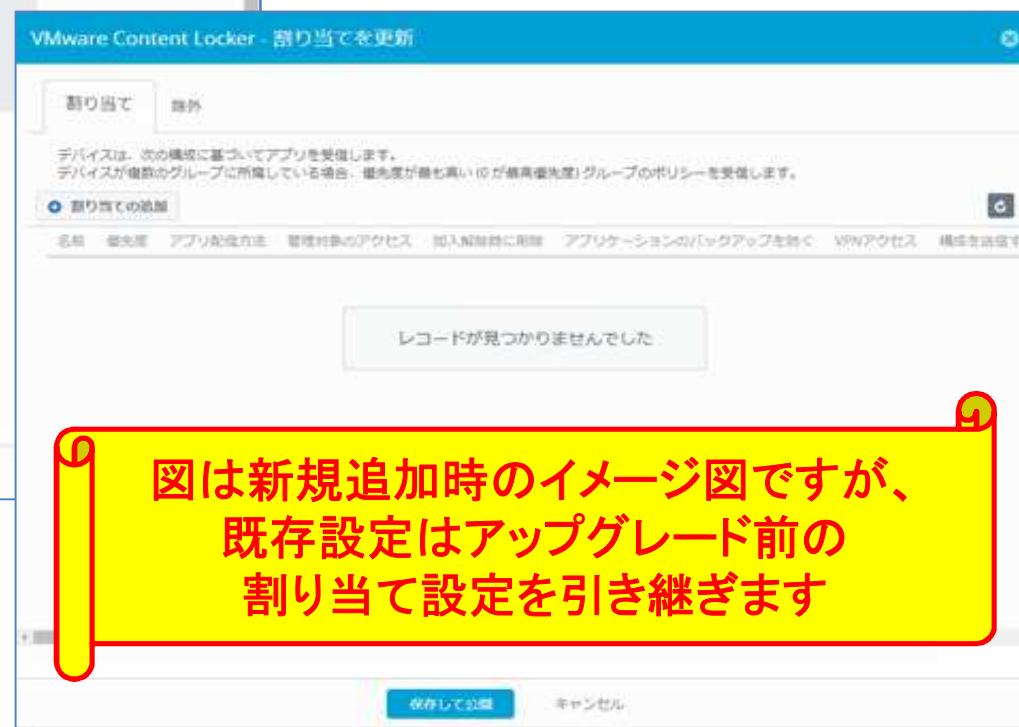 VMware Content Locker - 割り当てを更新
割り当て 除外
デバイスは、次の構成に基づいてアプリを受信します。
デバイスが複数のグループに所属している場合、優先度が最も高い (0 が最高優先度) グループのポリシーを受信します。
割り当ての追加
名前 優先度 アプリ配信方法 管理対象のアクセス 加入解除時に削除 アプリケーションのバックアップを防ぐ VPNアクセス 構成を送信す
レコードが見つかりませんでした
図は新規追加時のイメージ図ですが、
既存設定はアップグレード前の
割り当て設定を引き継ぎます
保存して公開 キャンセル